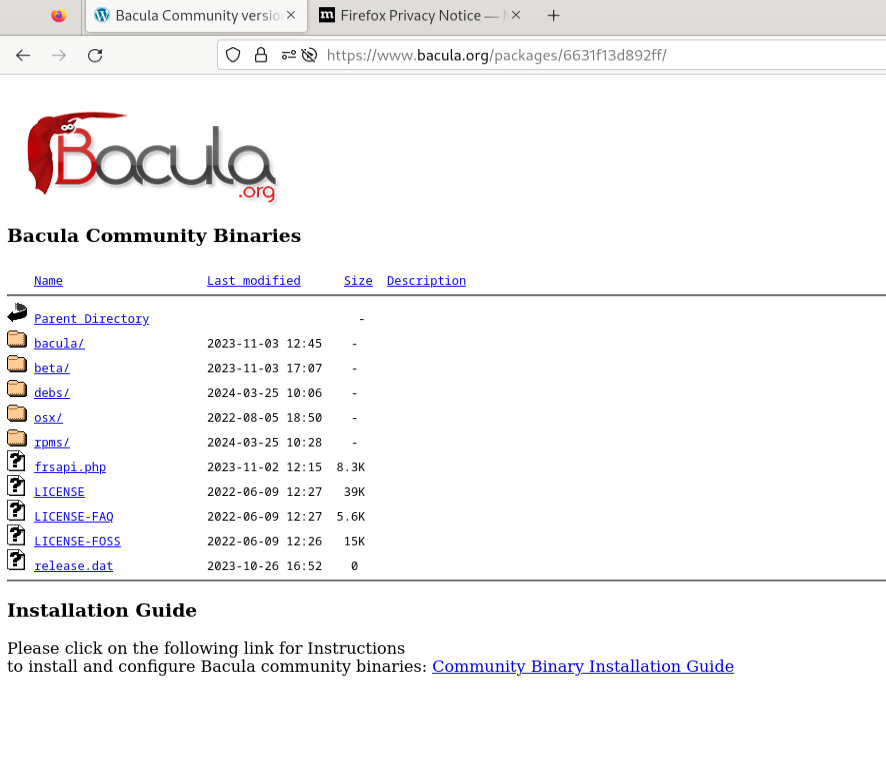 Bacula Community versio
Firefox Privacy Notice —
https://www.bacula.org/packages/6631f13d892ff/
Bacula
.org
Bacula Community Binaries
Name Last modified Size Description
Parent Directory -
bacula/ 2023-11-03 12:45 -
beta/ 2023-11-03 17:07 -
debs/ 2024-03-25 10:06 -
osx/ 2022-08-05 18:50 -
rpms/ 2024-03-25 10:28 -
frsapi.php 2023-11-02 12:15 8.3K
LICENSE 2022-06-09 12:27 39K
LICENSE-FAQ 2022-06-09 12:27 5.6K
LICENSE-FOSS 2022-06-09 12:26 15K
release.dat 2023-10-26 16:52 0
Installation Guide
Please click on the following link for Instructions
to install and configure Bacula community binaries: Community Binary Installation Guide